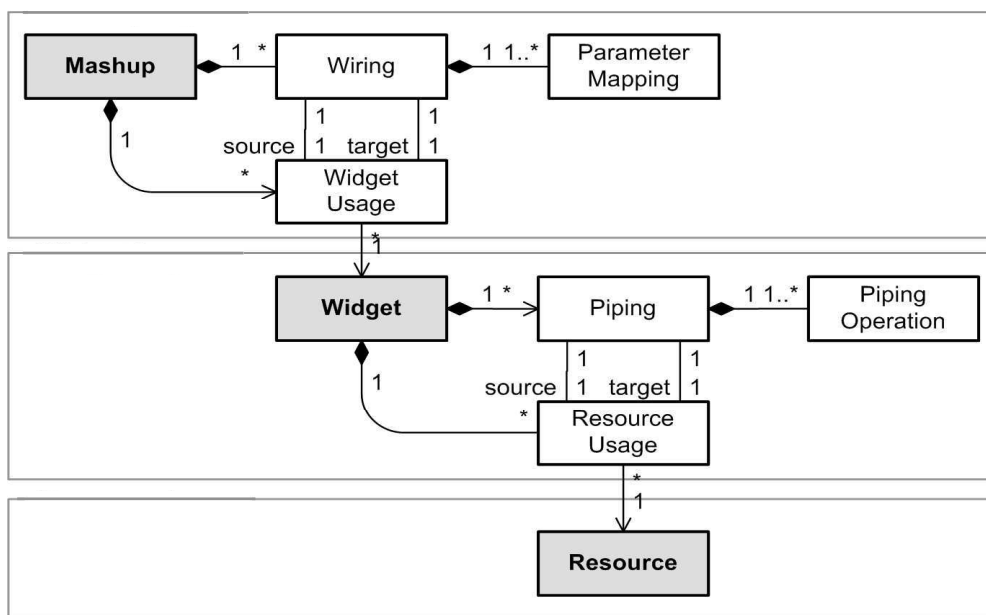 Mashup
1 *
Wiring
1 1..*
Parameter
Mapping
1
1
1
source 1 target 1
*
Widget
Usage
*
1
Widget
1 *
Piping
1 1..*
Piping
Operation
1
1
1
source 1 target 1
*
Resource
Usage
*
1
Resource